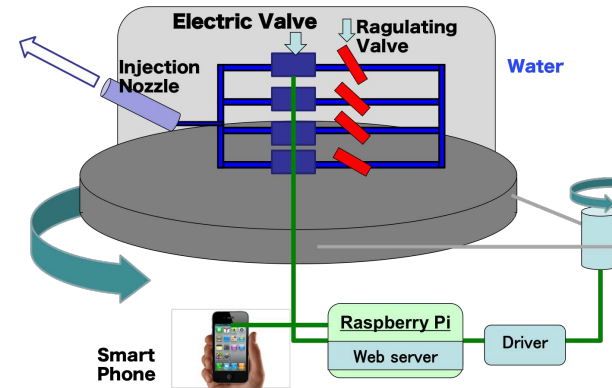 Electric Valve
Ragulating
Valve
Injection
Nozzle
Water
Raspberry Pi
Web server
Driver
Smart
Phone